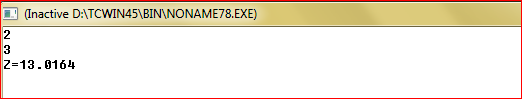 (Inactive D:\TCWIN45\BIN\NONAME78.EXE)
2
3
Z=13.0164